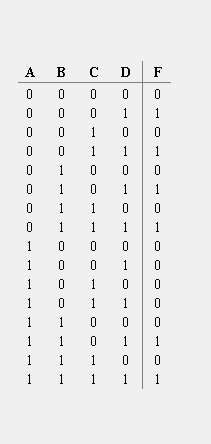 A B C D F
0 0 0 0 0
0 0 0 1 1
0 0 1 0 0
0 0 1 1 1
0 1 0 0 0
0 1 0 1 1
0 1 1 0 0
0 1 1 1 1
1 0 0 0 0
1 0 0 1 0
1 0 1 0 0
1 0 1 1 0
1 1 0 0 0
1 1 0 1 1
1 1 1 0 0
1 1 1 1 1